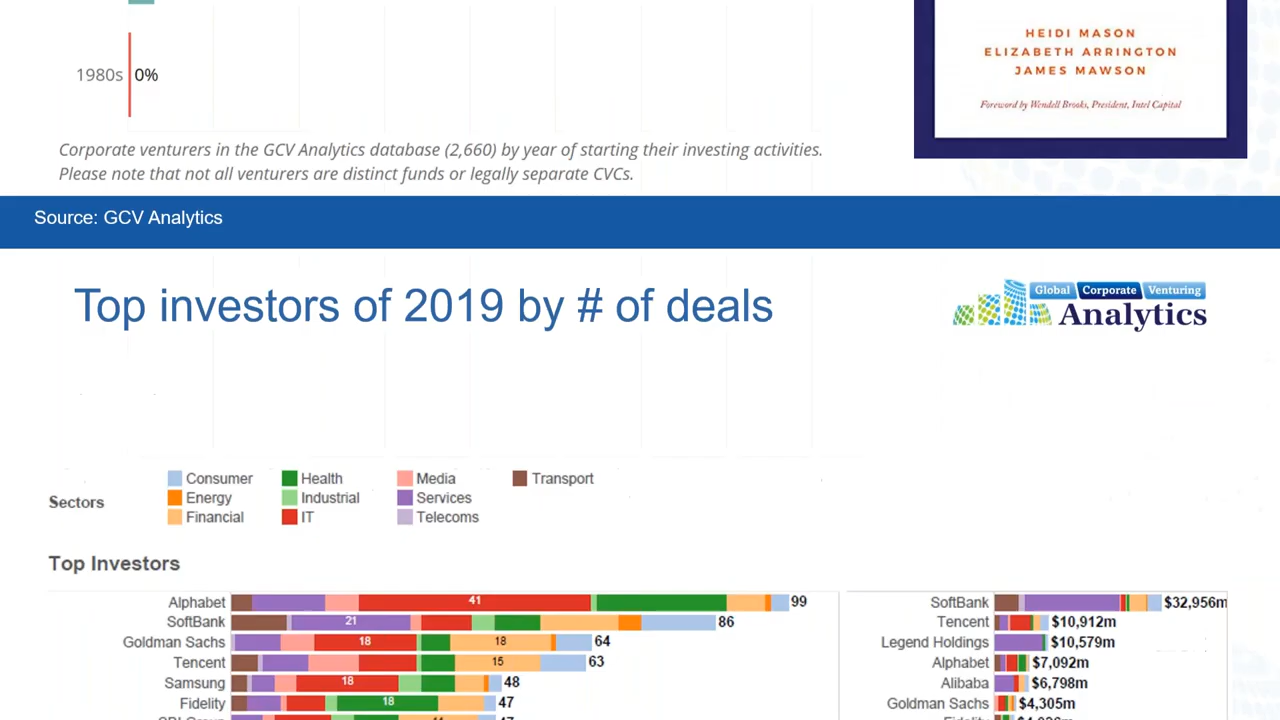 HEIDI MASON
ELIZABETH ARRINGTON
JAMES MAWSON
Foreword by Wendell Brooks, President, Intel Capital
1980s 0%
Corporate venturers in the GCV Analytics database (2,660) by year of starting their investing activities.
Please note that not all venturers are distinct funds or legally separate CVCs.
Source: GCV Analytics
Top investors of 2019 by # of deals
Global Corporate Venturing
Analytics
Sectors
Consumer Health Media Transport
Energy Industrial Services
Financial IT Telecoms
Top Investors
Alphabet 41 99
SoftBank 21 86
Goldman Sachs 18 18 64
Tencent 15 63
Samsung 18 48
Fidelity 18 47
SoftBank $32,956m
Tencent $10,912m
Legend Holdings $10,579m
Alphabet $7,092m
Alibaba $6,798m
Goldman Sachs $4,305m